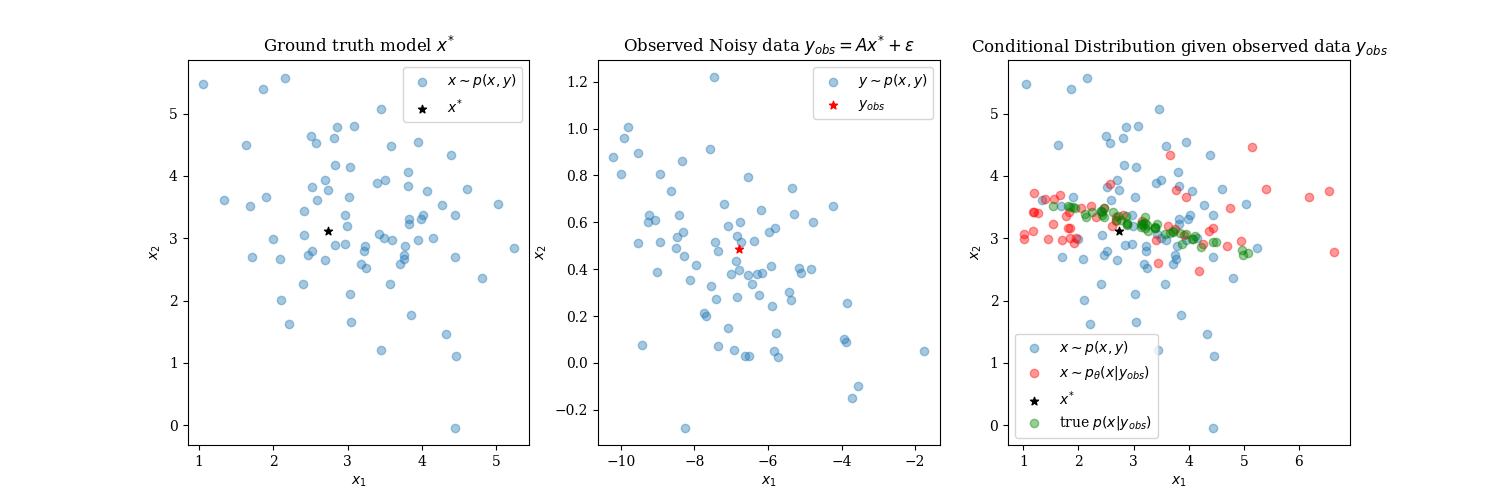 Ground truth model $x^*$
$x \sim p(x, y)$
$x^*$
5
4
3
2
1
0
$x_2$
1
2
3
4
5
$x_1$
Observed Noisy data $y_{obs} = Ax^* + \varepsilon$
$y \sim p(x, y)$
$y_{obs}$
1.2
1.0
0.8
0.6
0.4
0.2
0.0
−0.2
$x_2$
−10
−8
−6
−4
−2
$x_1$
Conditional Distribution given observed data $y_{obs}$
5
4
3
2
1
0
$x_2$
$x \sim p(x, y)$
$x \sim p_\theta(x|y_{obs})$
$x^*$
true $p(x|y_{obs})$
1
2
3
4
5
6
$x_1$